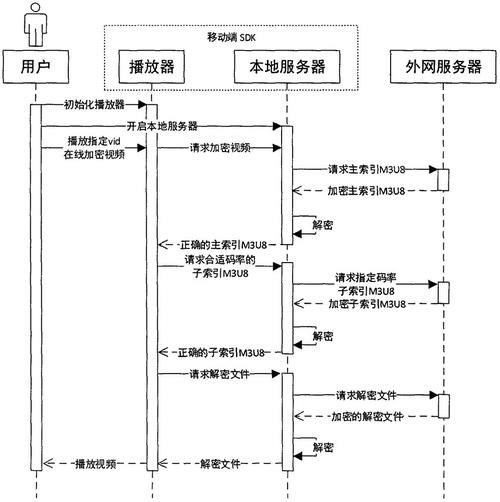 移动端 SDK
用户
播放器
本地服务器
外网服务器
初始化播放器
开启本地服务器
播放指定vid
在线加密视频
请求加密视频
请求主索引M3U8
加密主索引M3U8
解密
正确的主索引M3U8
请求合适码率的
子索引M3U8
请求指定码率
子索引M3U8
加密子索引M3U8
解密
正确的子索引M3U8
请求解密文件
请求解密文件
加密的解密文件
解密
播放视频
解密文件